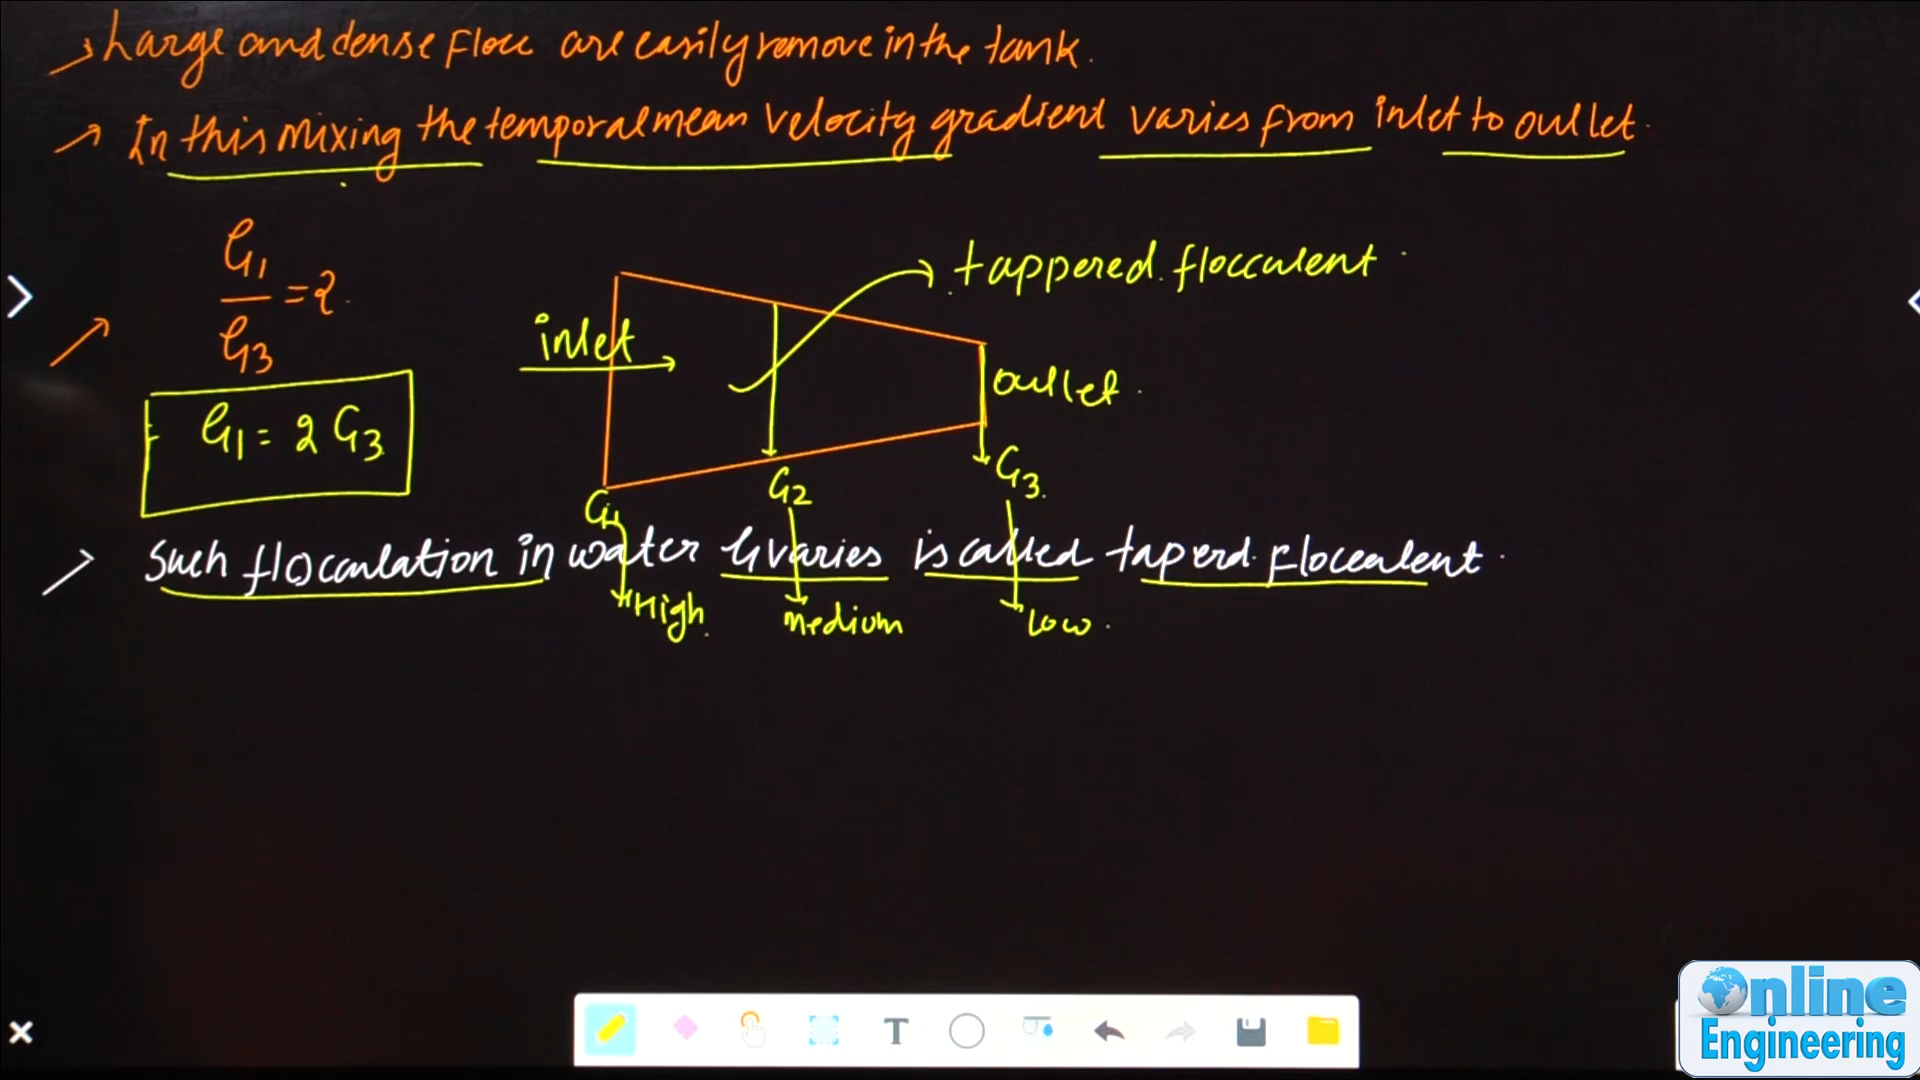 Large and dense flocc are easily remove in the tank.
In this mixing the temporal mean velocity gradient varies from inlet to outlet.
G1
G3
=2.
G1 = 2 G3
inlet
tappered. flocculent
outlet
G1
G2
G3
Such flocculation in water G varies is called taperd. flocculent
High
medium
Low
T
Online
Engineering